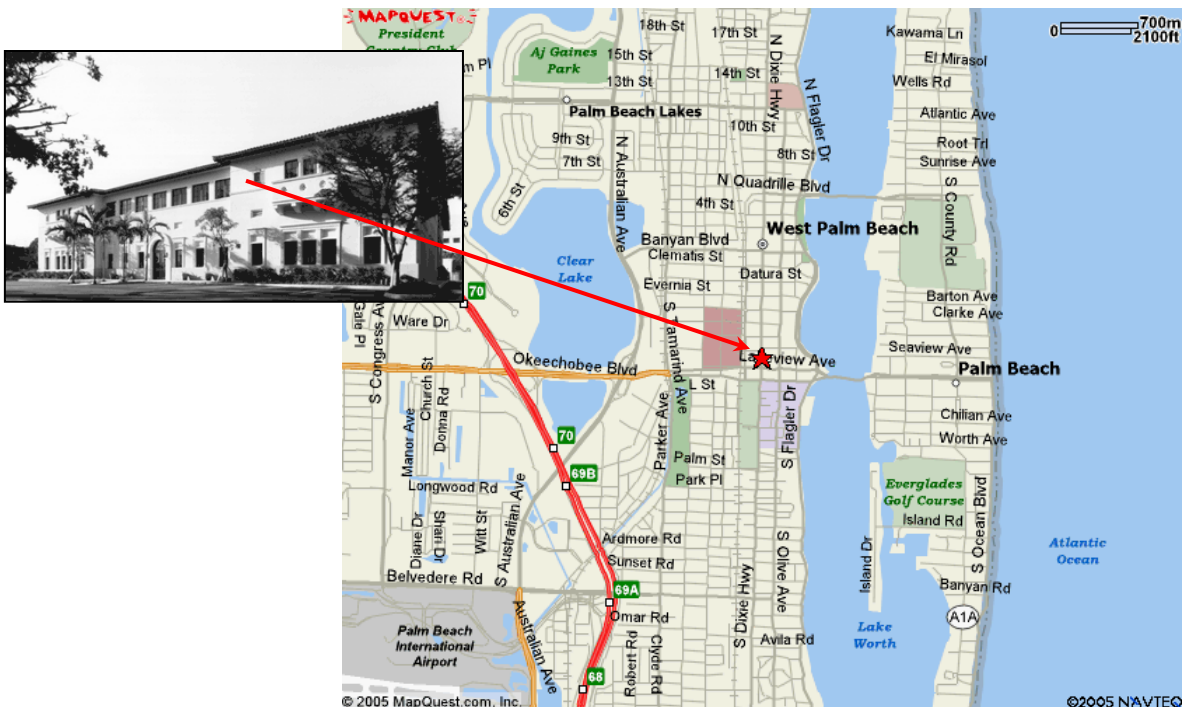 MAPQUEST
President
Country Club
18th St
17th St
15th St
13th St
14th St
Aj Gaines
Park
Palm Beach Lakes
N Dixie Hwy
N Flagler Dr
10th St
9th St
8th St
7th St
6th St
N Australian Ave
N Quadrille Blvd
4th St
West Palm Beach
Banyan Blvd
Clematis St
Datura St
Evernia St
Clear
Lake
700m
0
2100ft
Kawama Ln
El Mirasol
Wells Rd
Atlantic Ave
Root Trl
Sunrise Ave
S County Rd
Barton Ave
Clarke Ave
Seaview Ave
Palm Beach
Chilian Ave
Worth Ave
Everglades
Golf Course
Island Rd
S Ocean Blvd
Island Dr
Banyan Rd
A1A
Atlantic
Ocean
Lake
Worth
70
Gale Pl
S Congress Ave
Ware Dr
Church St
Donna Rd
Manor Ave
Okeechobee Blvd
S Tamarind Ave
Lakeview Ave
L St
Parker Ave
S Flagler Dr
70
69B
Palm St
Park Pl
Longwood Rd
Diane Dr
Shan Dr
Witt St
S Australian Ave
Ardmore Rd
Sunset Rd
S Dixie Hwy
S Olive Ave
Belvedere Rd
69A
Omar Rd
Avila Rd
Palm Beach
International
Airport
Australian Ave
Robert Rd
Clyde Rd
68
© 2005 MapQuest.com, Inc.
©2005 NAVTEQ